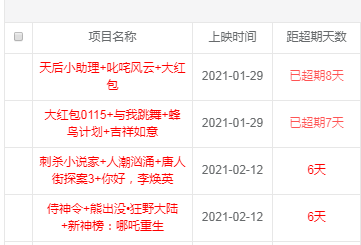 项目名称 上映时间 距超期天数
天后小助理+叱咤风云+大红
包
2021-01-29 已超期8天
大红包0115+与我跳舞+蜂
鸟计划+吉祥如意
2021-01-29 已超期7天
刺杀小说家+人潮汹涌+唐人
街探案3+你好，李焕英
2021-02-12 6天
侍神令+熊出没•狂野大陆
+新神榜：哪吒重生
2021-02-12 6天